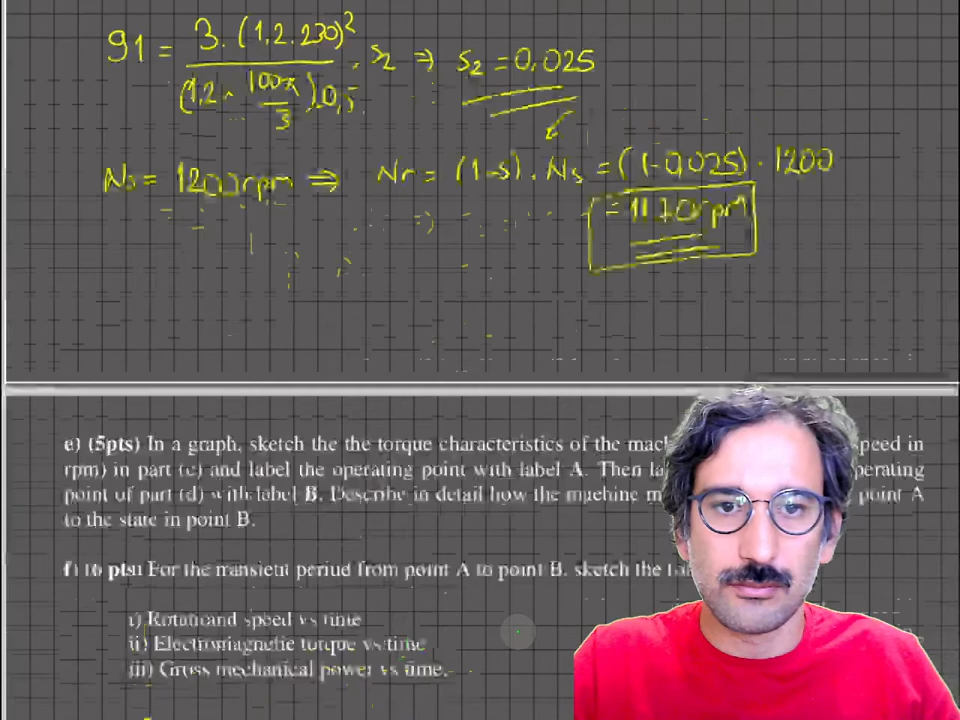 91 = 3. (1,2.230)² / (1,2. 100π/3).0,5 . s₂ ⇒ s₂ = 0,025
Ns = 1200rpm ⇒ Nr = (1-s). Ns = (1-0,025) . 1200
= 1170rpm
e) (5pts) In a graph, sketch the the torque characteristics of the mach peed in
rpm) in part (c) and label the operating point with label A. Then la perating
point of part (d) with label B. Describe in detail how the machine m point A
to the state in point B.
f) pts) For the transient period from point A to point B, sketch the
i) Rotational speed vs time
ii) Electromagnetic torque vs time
iii) Gross mechanical power vs time.